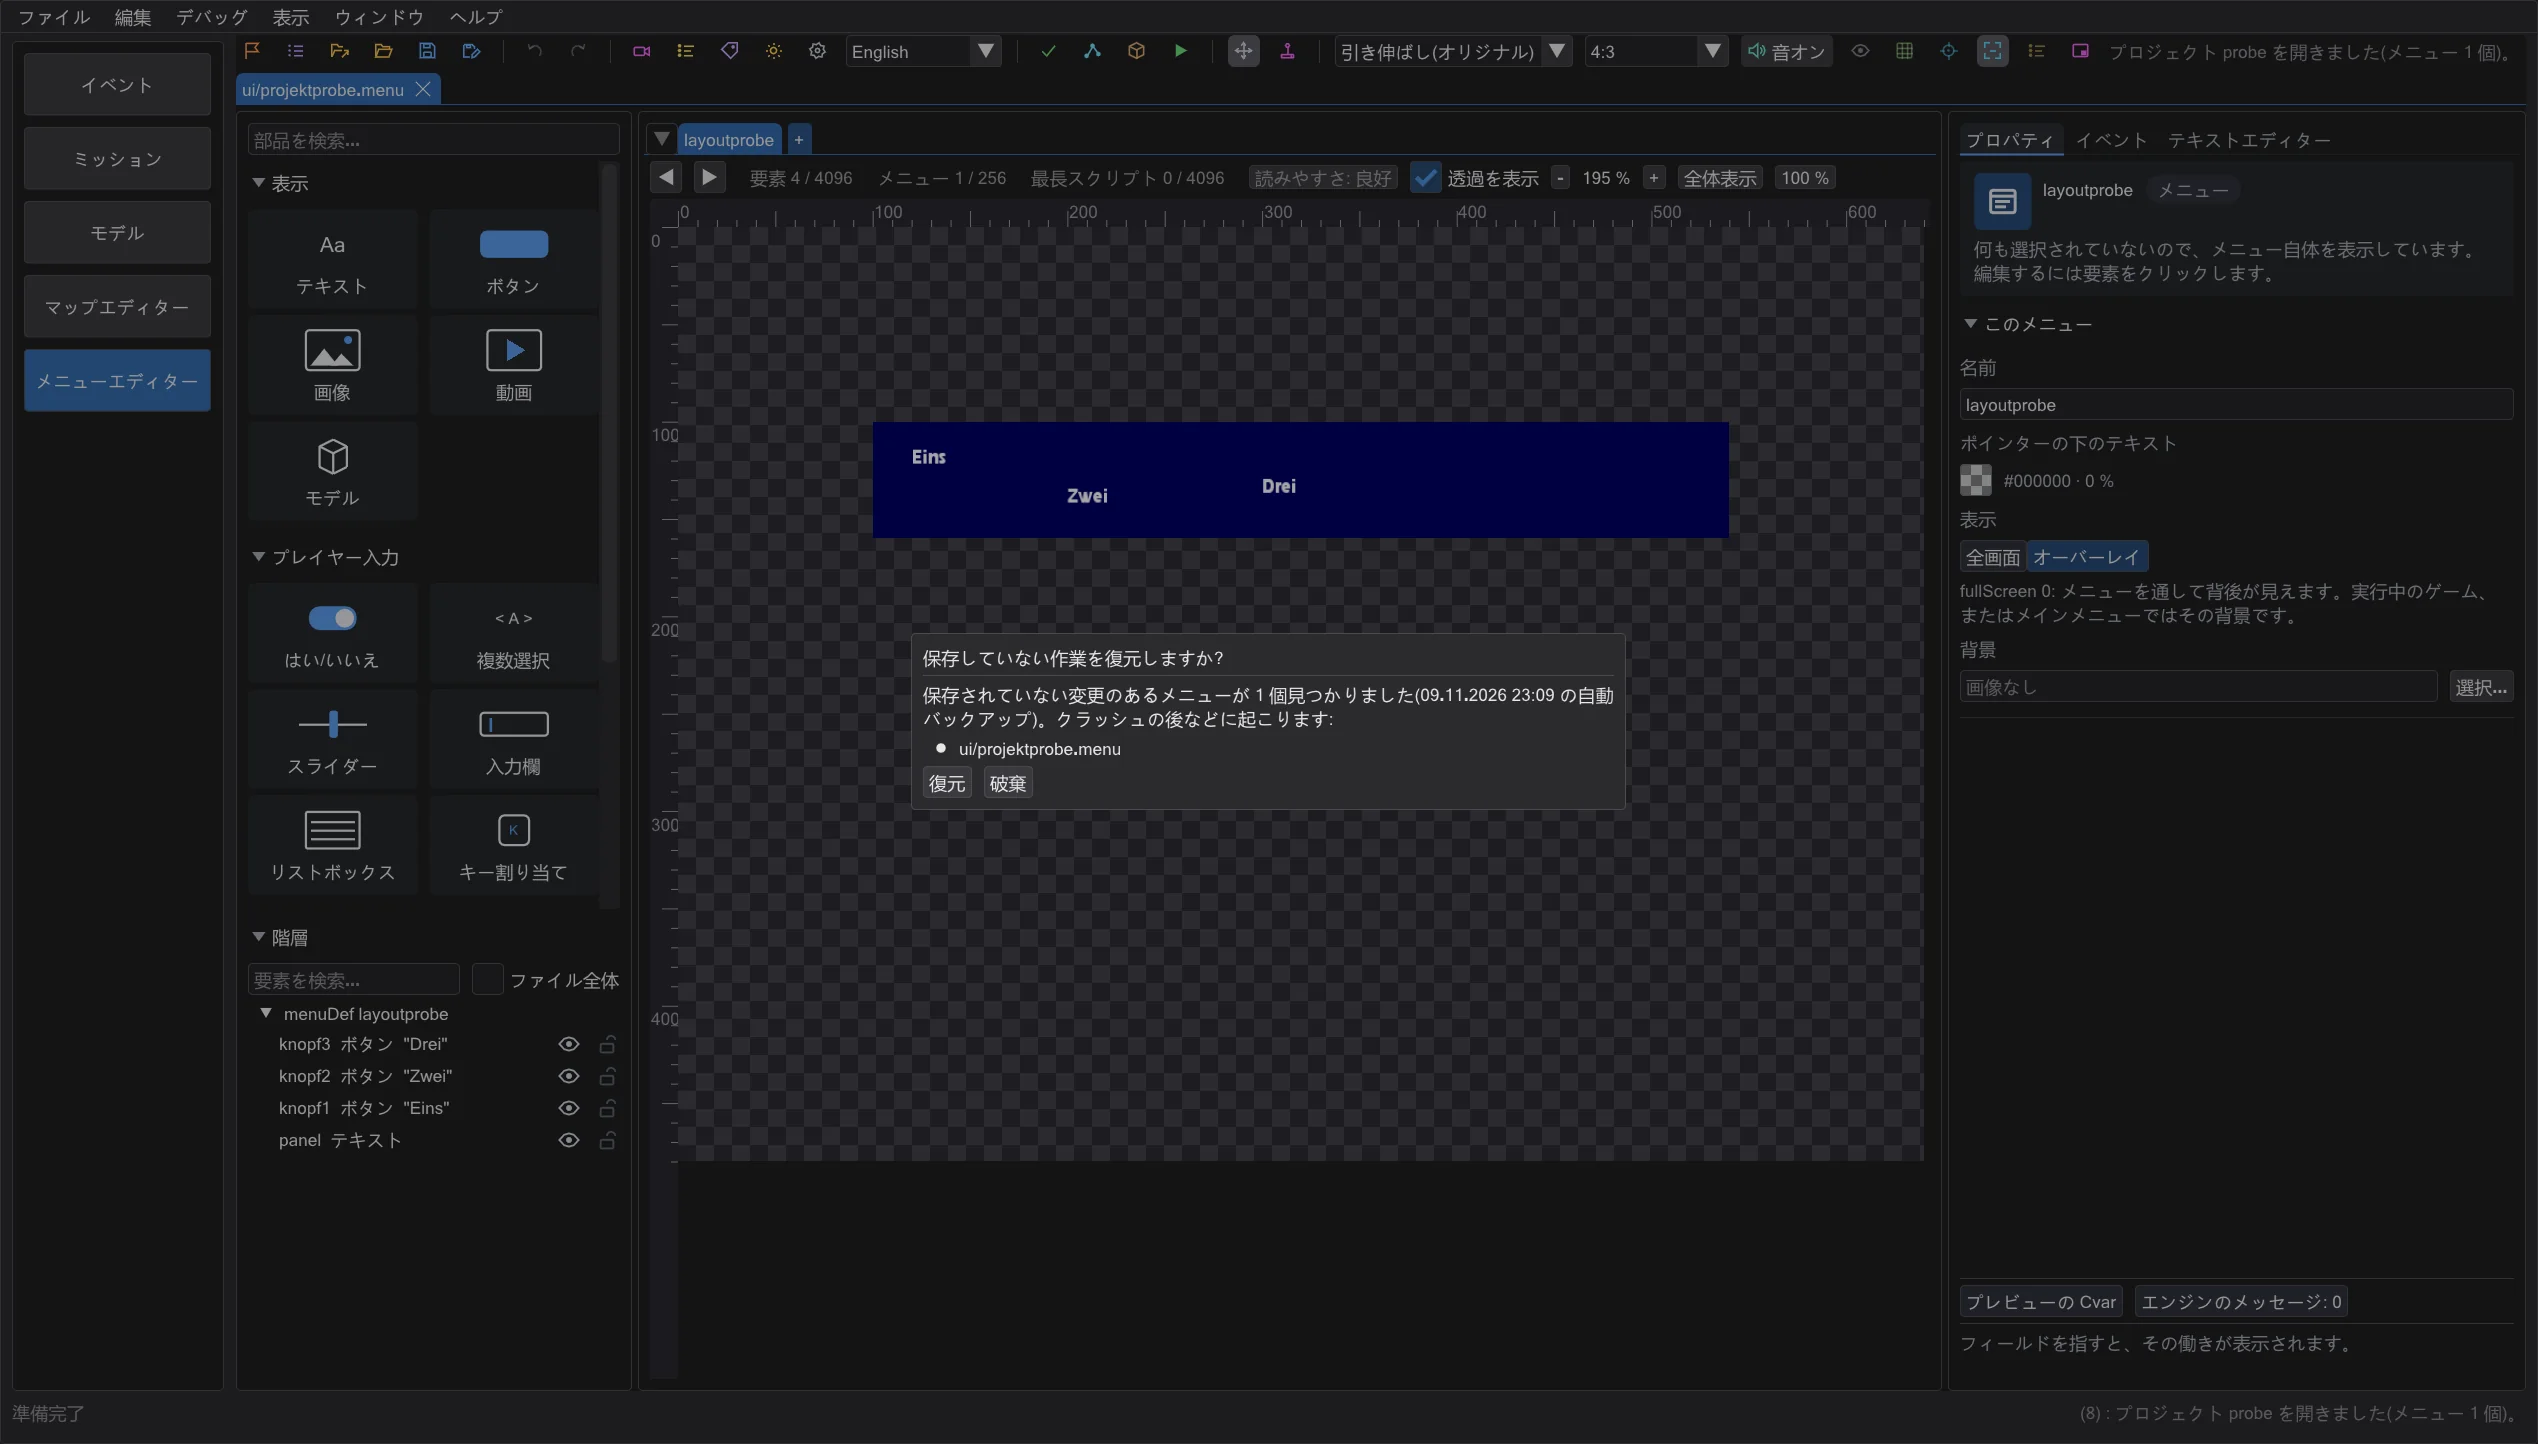 ファイル 編集 デバッグ 表示 ウィンドウ ヘルプ
English 引き伸ばし(オリジナル) 4:3 音オン プロジェクト probe を開きました(メニュー 1 個)。
イベント
ミッション
モデル
マップエディター
メニューエディター
ui/projektprobe.menu
部品を検索...
表示
Aa
テキスト
ボタン
画像
動画
モデル
プレイヤー入力
はい/いいえ
< A >
複数選択
スライダー
入力欄
リストボックス
K
キー割り当て
階層
要素を検索... ファイル全体
menuDef layoutprobe
knopf3 ボタン "Drei"
knopf2 ボタン "Zwei"
knopf1 ボタン "Eins"
panel テキスト
layoutprobe +
要素 4 / 4096 メニュー 1 / 256 最長スクリプト 0 / 4096 読みやすさ: 良好 透過を表示 - 195 % + 全体表示 100 %
0 100 200 300 400 500 600
0
100
200
300
400
Eins
Zwei
Drei
保存していない作業を復元しますか?
保存されていない変更のあるメニューが 1 個見つかりました(09.11.2026 23:09 の自動
バックアップ)。クラッシュの後などに起こります:
ui/projektprobe.menu
復元 破棄
プロパティ イベント テキストエディター
layoutprobe メニュー
何も選択されていないので、メニュー自体を表示しています。
編集するには要素をクリックします。
このメニュー
名前
layoutprobe
ポインターの下のテキスト
#000000 · 0 %
表示
全画面 オーバーレイ
fullScreen 0: メニューを通して背後が見えます。実行中のゲーム、
またはメインメニューではその背景です。
背景
画像なし 選択...
プレビューの Cvar エンジンのメッセージ: 0
フィールドを指すと、その働きが表示されます。
準備完了
(8) : プロジェクト probe を開きました(メニュー 1 個)。